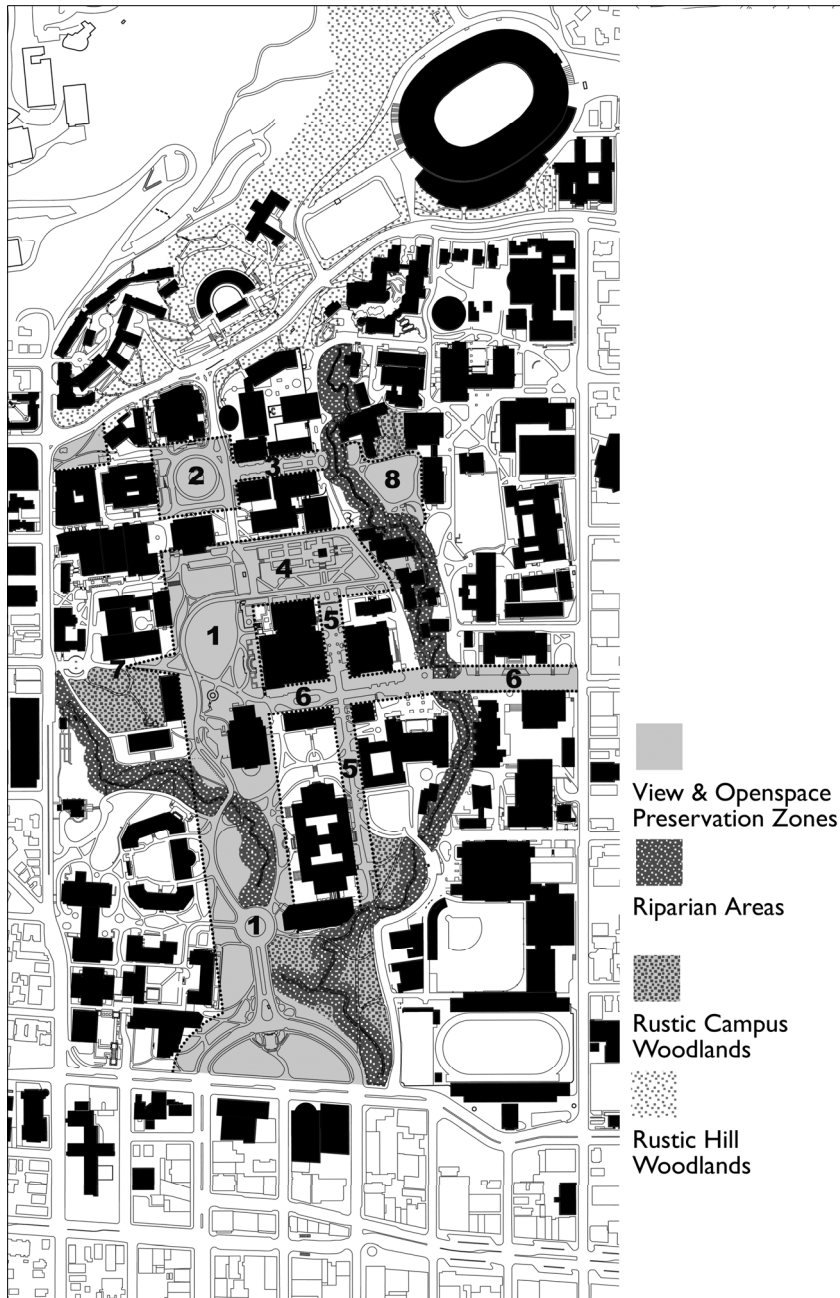 2
3
8
4
1
5
7
6
6
5
1
View & Openspace
Preservation Zones
Riparian Areas
Rustic Campus
Woodlands
Rustic Hill
Woodlands